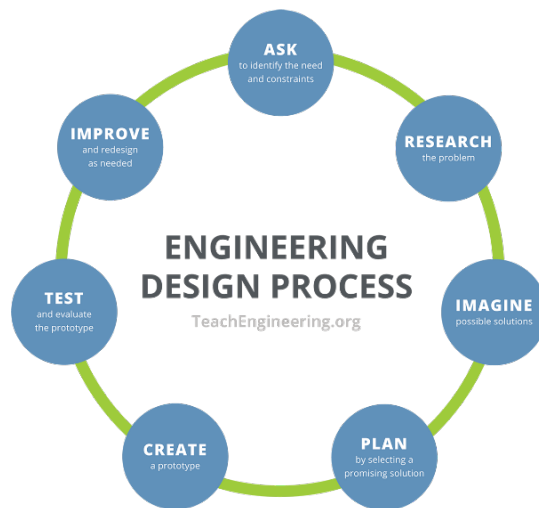 ASK
to identify the need
and constraints
RESEARCH
the problem
IMAGINE
possible solutions
PLAN
by selecting a
promising solution
CREATE
a prototype
TEST
and evaluate
the prototype
IMPROVE
and redesign
as needed
ENGINEERING
DESIGN PROCESS
TeachEngineering.org